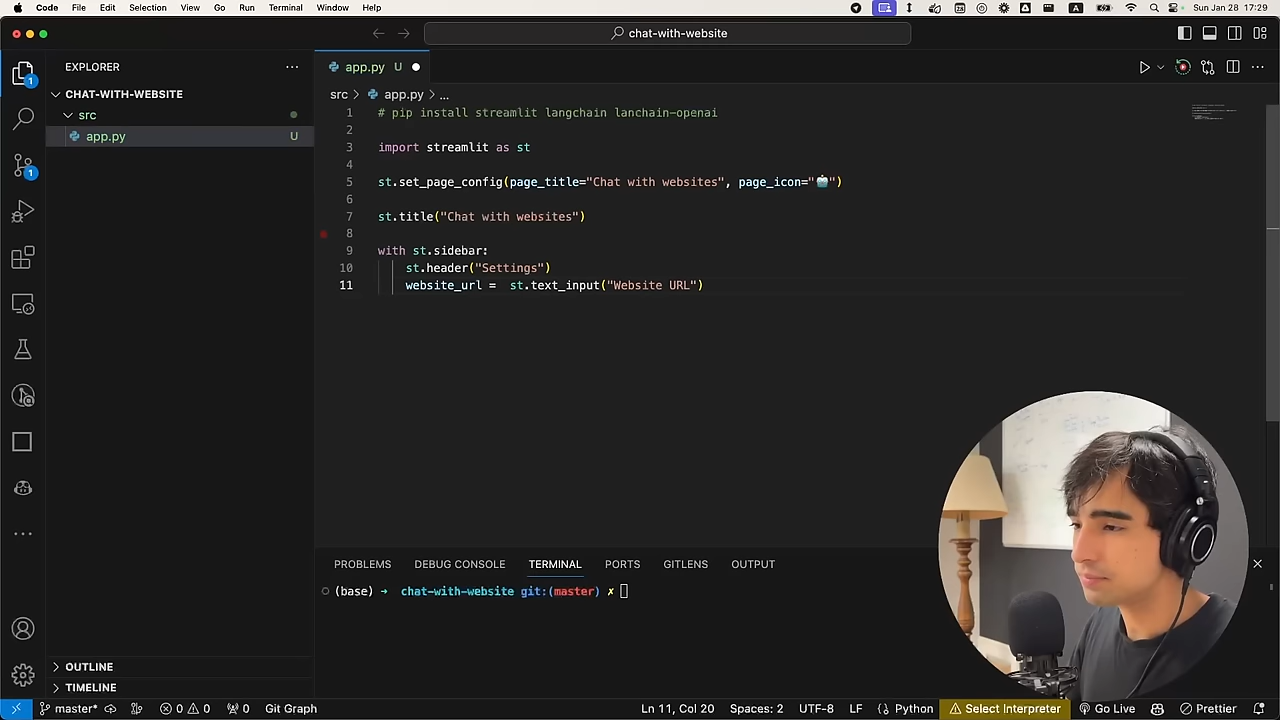 Code File Edit Selection View Go Run Terminal Window Help
Sun Jan 28 17:29
chat-with-website
EXPLORER
CHAT-WITH-WEBSITE
src
app.py U
OUTLINE
TIMELINE
app.py U
src > app.py > ...
1 # pip install streamlit langchain lanchain-openai
2
3 import streamlit as st
4
5 st.set_page_config(page_title="Chat with websites", page_icon="🤖")
6
7 st.title("Chat with websites")
8
9 with st.sidebar:
10 st.header("Settings")
11 website_url =  st.text_input("Website URL")
PROBLEMS DEBUG CONSOLE TERMINAL PORTS GITLENS OUTPUT
(base) → chat-with-website git:(master) ✗
master* 0 0 0 Git Graph Ln 11, Col 20 Spaces: 2 UTF-8 LF Python Select Interpreter Go Live Prettier